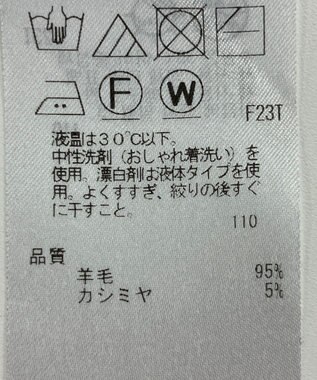 F W
F23T
液温は30℃以下。
中性洗剤（おしゃれ着洗い）を
使用。漂白剤は液体タイプを使
用。よくすすぎ、絞りの後すぐ
に干すこと。
110
品質
羊毛 95%
カシミヤ 5%